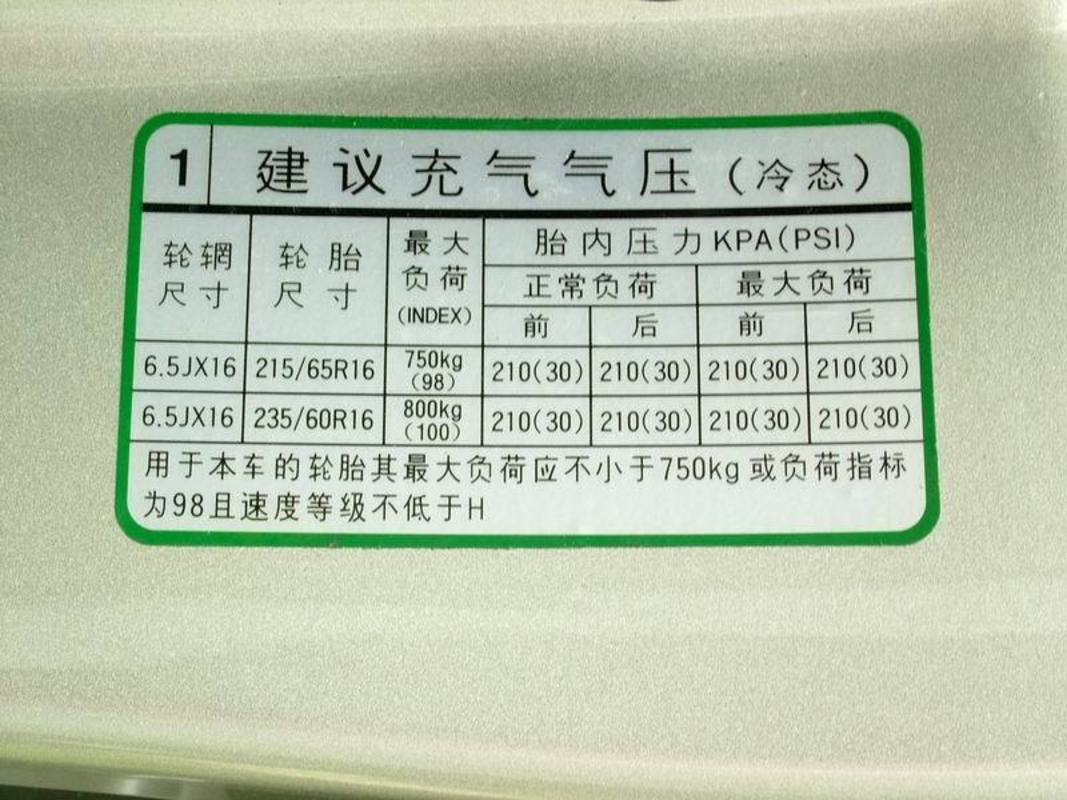 1 建议充气气压(冷态)
轮辋尺寸 轮胎尺寸 最大负荷(INDEX) 胎内压力KPA(PSI)
正常负荷 最大负荷
前 后 前 后
6.5JX16 215/65R16 750kg(98) 210(30) 210(30) 210(30) 210(30)
6.5JX16 235/60R16 800kg(100) 210(30) 210(30) 210(30) 210(30)
用于本车的轮胎其最大负荷应不小于750kg或负荷指标
为98且速度等级不低于H